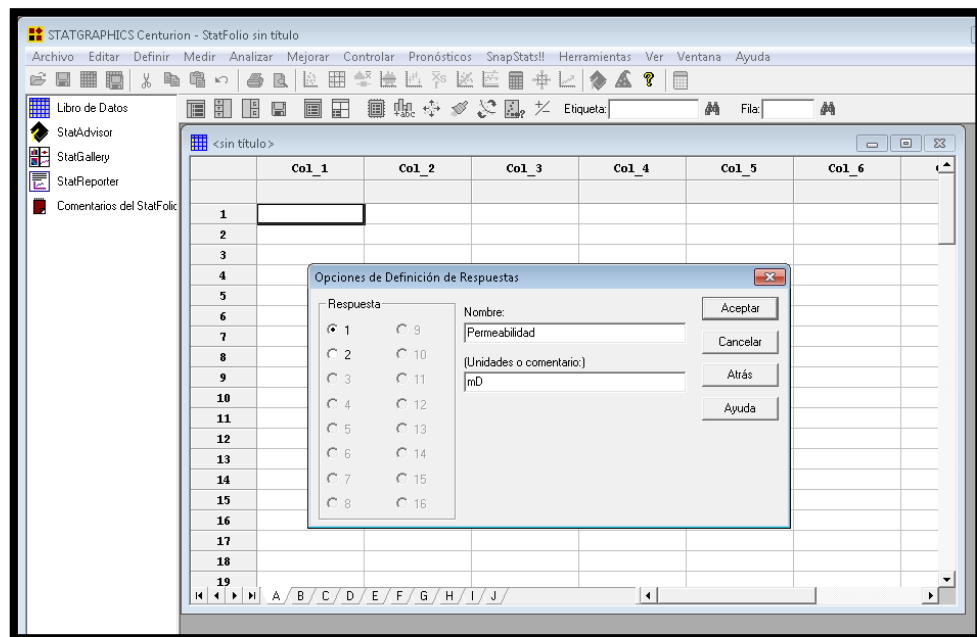 STATGRAPHICS Centurion - StatFolio sin título
Archivo Editar Definir Medir Analizar Mejorar Controlar Pronósticos SnapStats!! Herramientas Ver Ventana Ayuda
Libro de Datos
Etiqueta:
Fila:
StatAdvisor
StatGallery
StatReporter
Comentarios del StatFolio
<sin título>
Col_1 Col_2 Col_3 Col_4 Col_5 Col_6
1
2
3
4
5
6
7
8
9
10
11
12
13
14
15
16
17
18
19
Opciones de Definición de Respuestas
Respuesta
1 9
2 10
3 11
4 12
5 13
6 14
7 15
8 16
Nombre:
Permeabilidad
(Unidades o comentario:)
mD
Aceptar
Cancelar
Atrás
Ayuda
A B C D E F G H I J